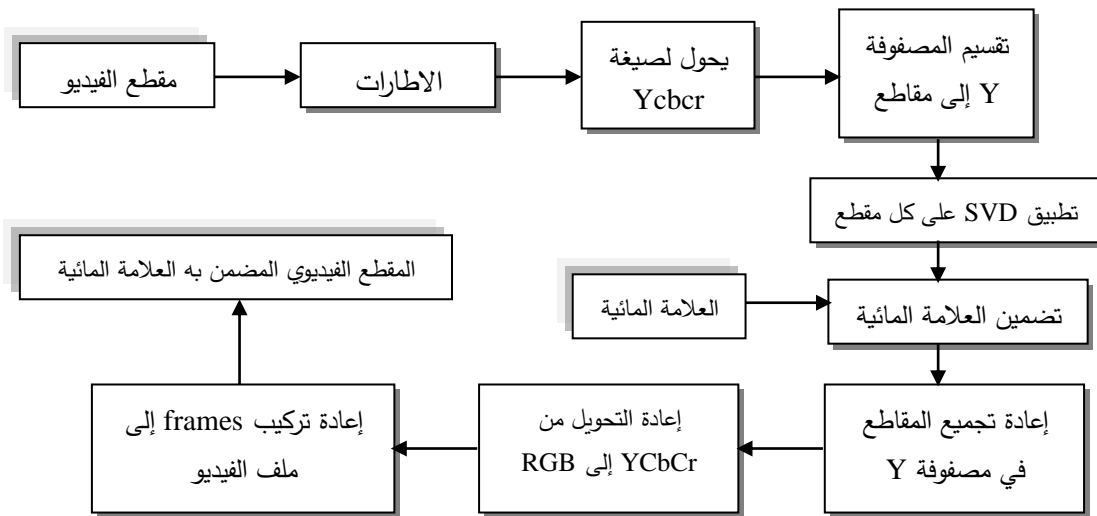 مقطع الفيديو
الاطارات
يحول لصيغة
Ycbcr
تقسيم المصفوفة
Y إلى مقاطع
تطبيق SVD على كل مقطع
العلامة المائية
تضمين العلامة المائية
إعادة تجميع المقاطع
في مصفوفة Y
إعادة التحويل من
YCbCr إلى RGB
إعادة تركيب frames إلى
ملف الفيديو
المقطع الفيديوي المضمن به العلامة المائية